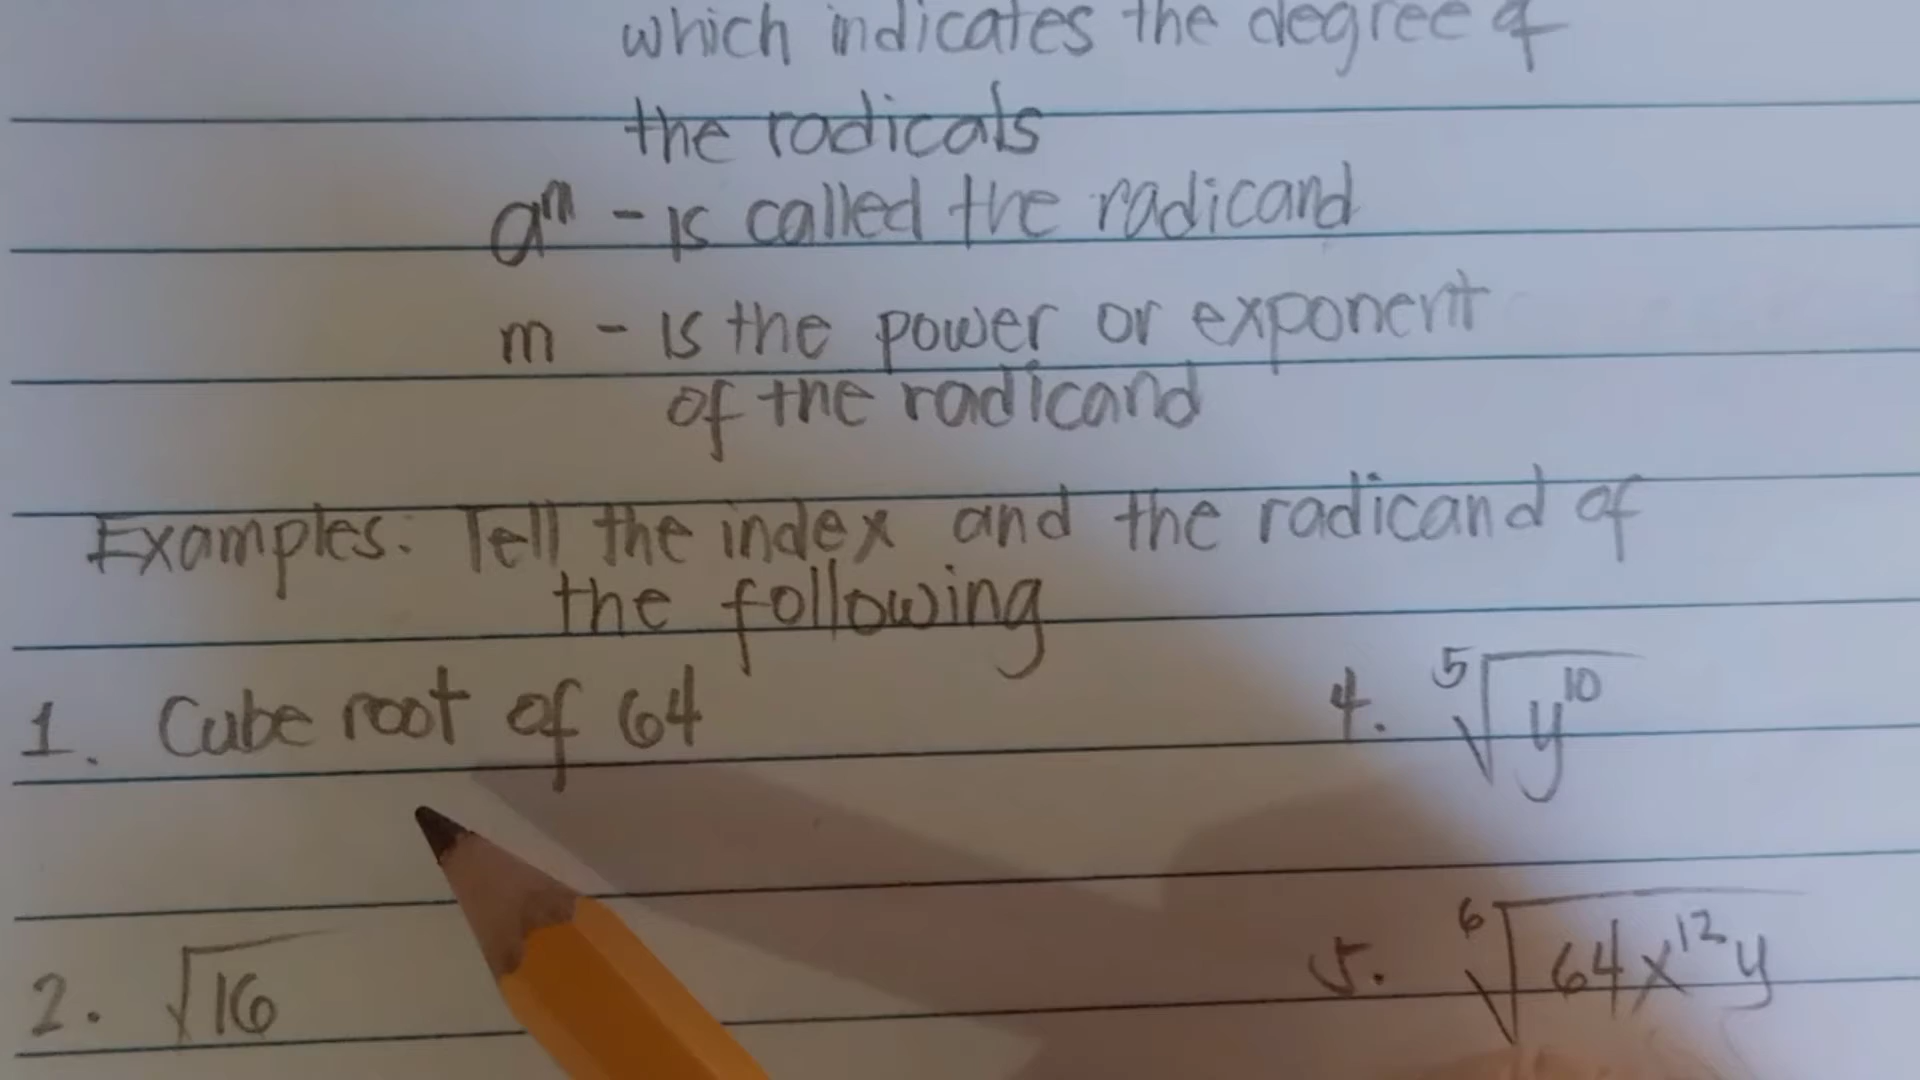 which indicates the degree of
the radicals
aᵐ - is called the radicand
m - is the power or exponent
of the radicand
Examples: Tell the index and the radicand of
the following
1. Cube root of 64
4. ⁵√y¹⁰
5. ⁶√64x¹²y
2. √16